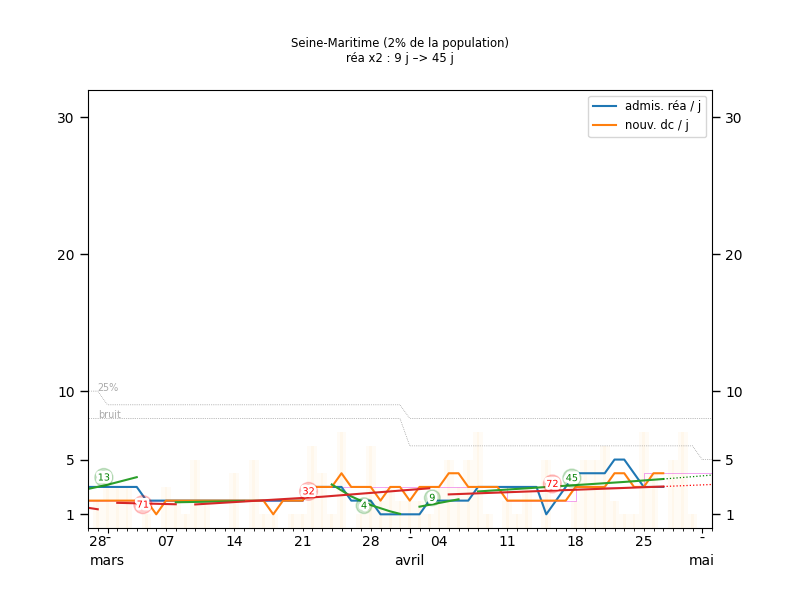 Seine-Maritime (2% de la population)
réa x2 : 9 j –> 45 j
admis. réa / j
nouv. dc / j
30 30
20 20
10 10
25%
bruit
5 5
13 71 32 4 9 72 45
1 1
28 - 07 14 21 28 - 04 11 18 25 -
mars avril mai